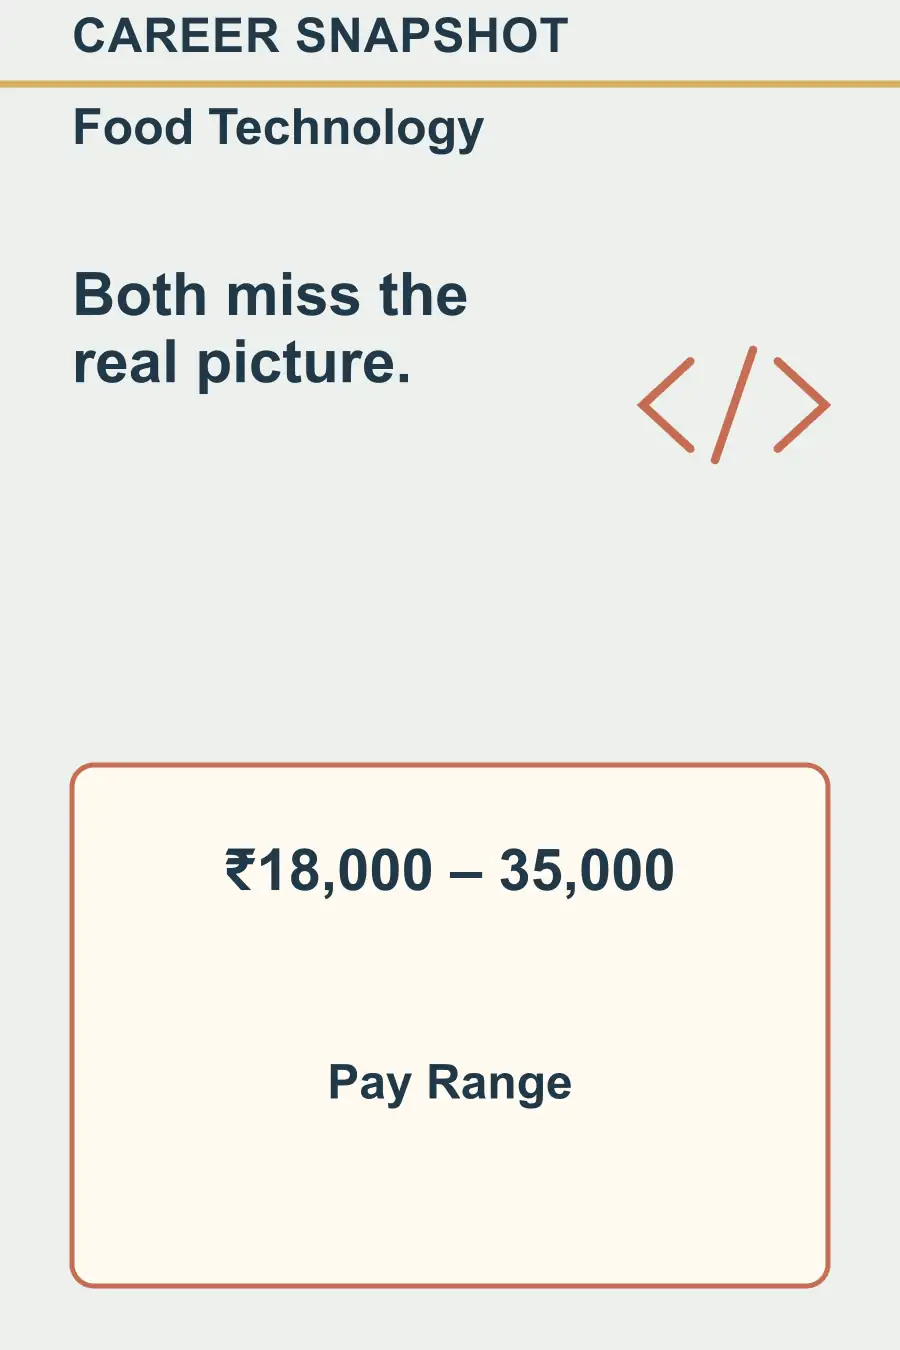 CAREER SNAPSHOT
Food Technology
Both miss the
real picture.
</>
₹18,000 – 35,000
Pay Range